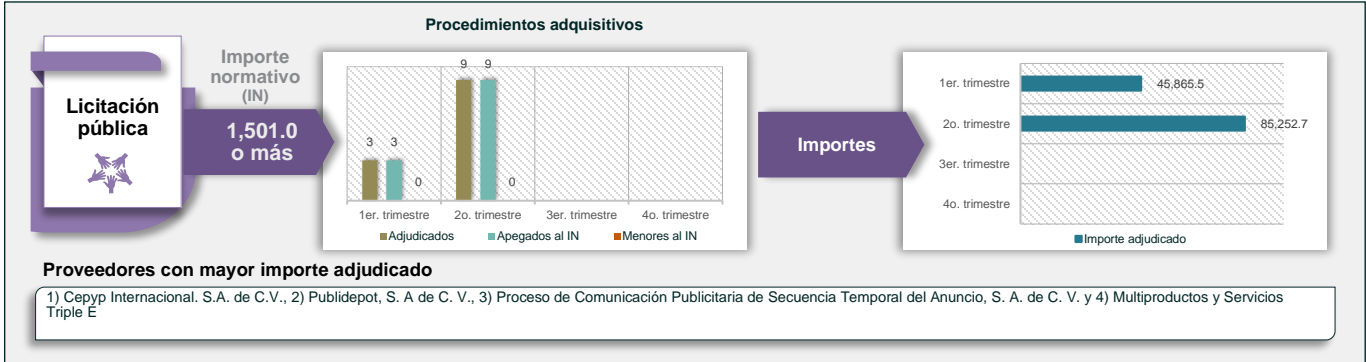 Procedimientos adquisitivos
Licitación
pública
Importe
normativo
(IN)
1,501.0
o más
3
3
0
9
9
0
1er. trimestre
2o. trimestre
3er. trimestre
4o. trimestre
Adjudicados
Apegados al IN
Menores al IN
Importes
1er. trimestre
45,865.5
2o. trimestre
85,252.7
3er. trimestre
4o. trimestre
Importe adjudicado
Proveedores con mayor importe adjudicado
1) Cepyp Internacional. S.A. de C.V., 2) Publidepot, S. A de C. V., 3) Proceso de Comunicación Publicitaria de Secuencia Temporal del Anuncio, S. A. de C. V. y 4) Multiproductos y Servicios
Triple E